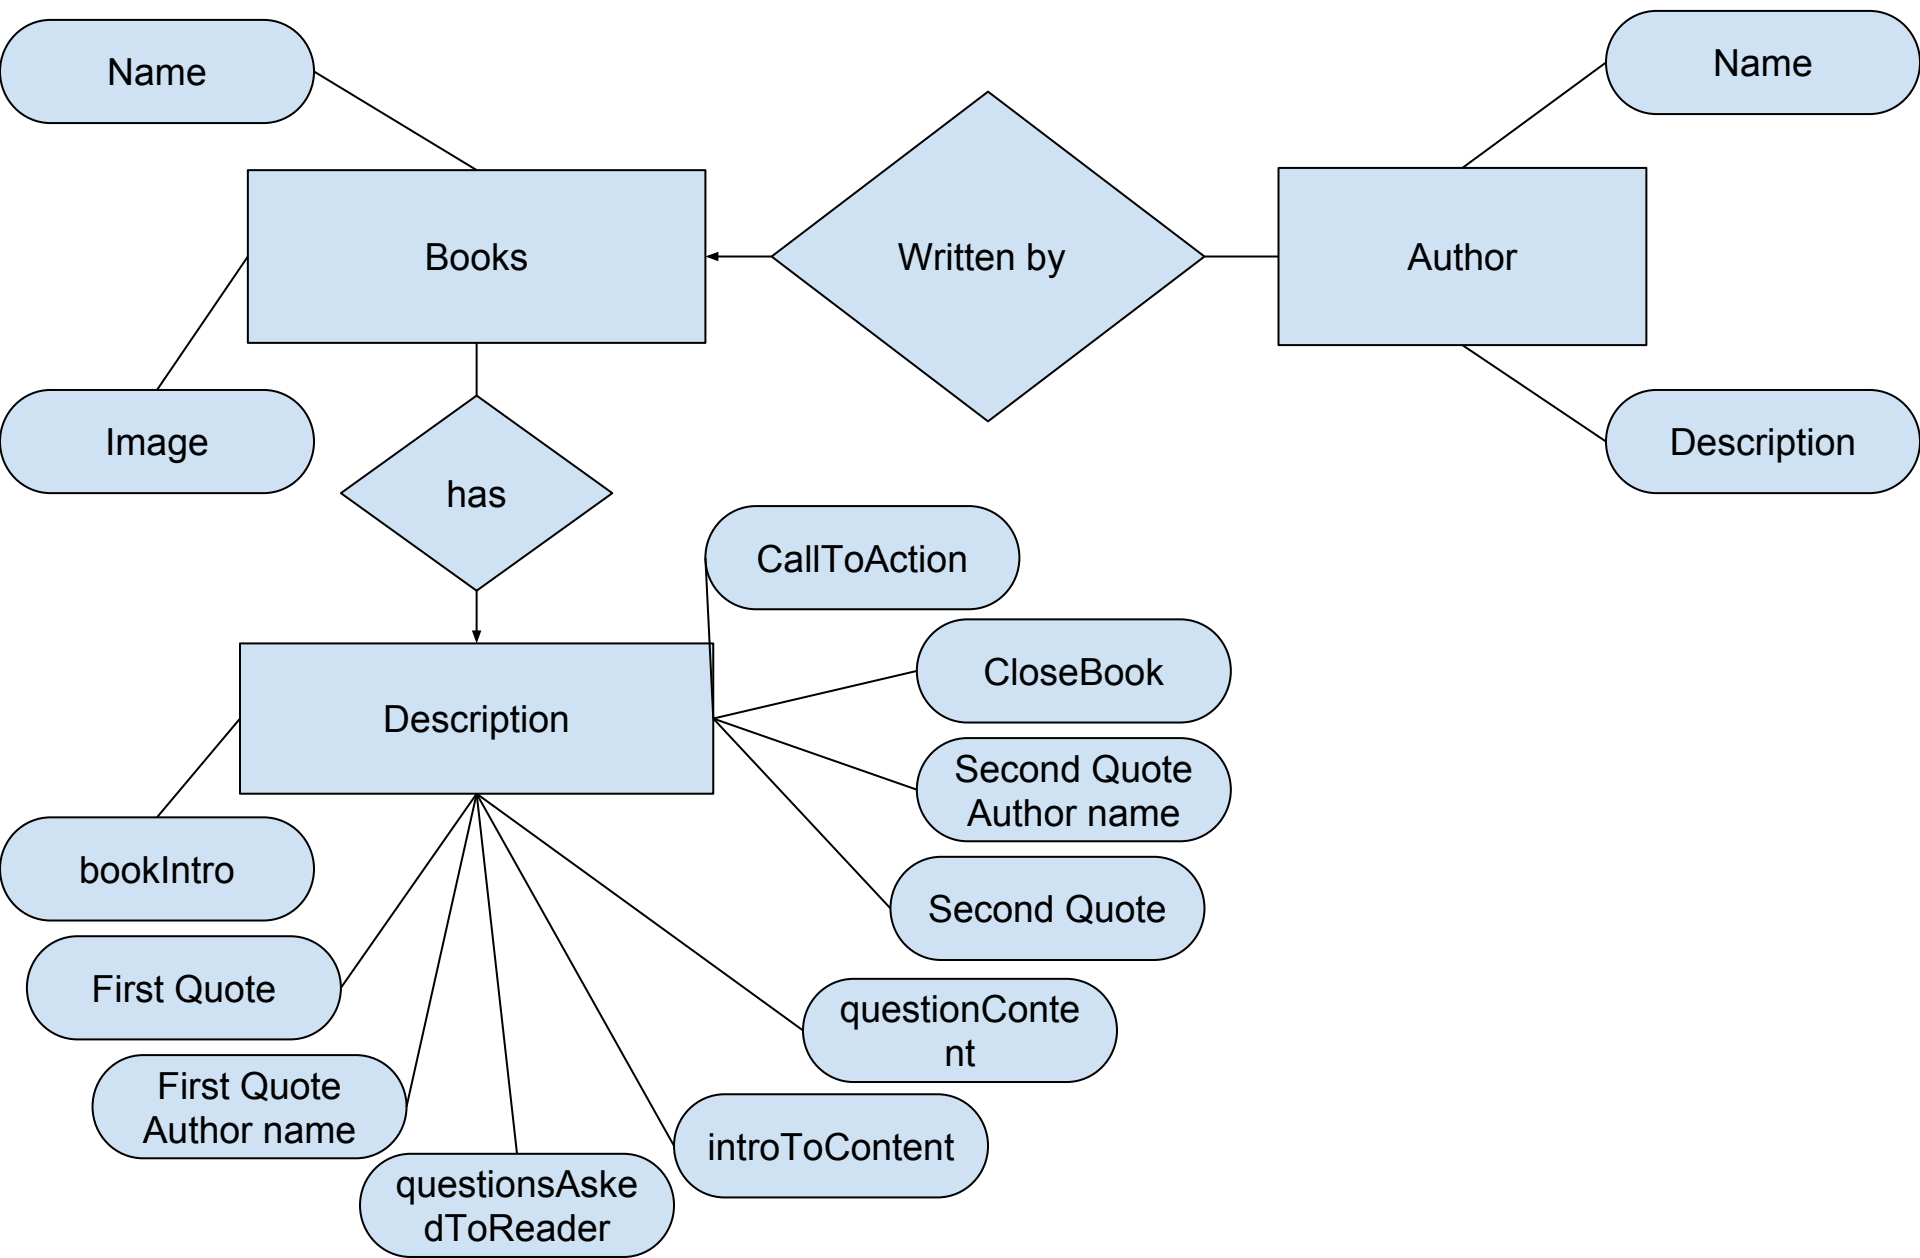 Name
Name
Books
Written by
Author
Image
Description
has
CallToAction
CloseBook
Description
Second Quote
Author name
bookIntro
Second Quote
First Quote
questionConte
nt
First Quote
Author name
introToContent
questionsAske
dToReader